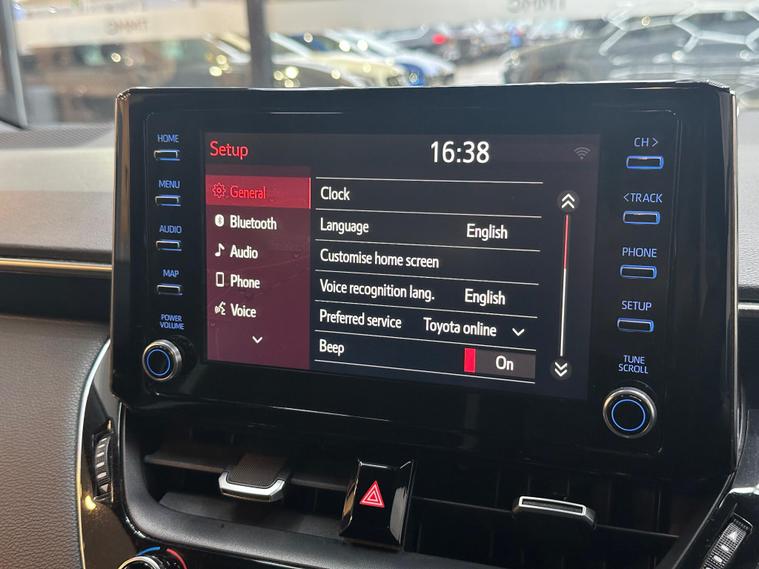 HOME
MENU
AUDIO
MAP
POWER
VOLUME
Setup
16:38
General
Bluetooth
Audio
Phone
Voice
Clock
Language English
Customise home screen
Voice recognition lang. English
Preferred service Toyota online
Beep On
CH >
< TRACK
PHONE
SETUP
TUNE
SCROLL